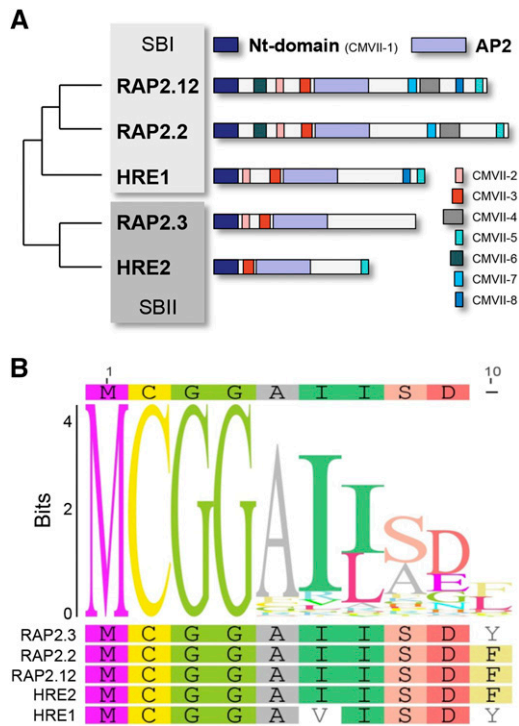 A
SBI
Nt-domain (CMVII-1)
AP2
RAP2.12
RAP2.2
HRE1
RAP2.3
HRE2
SBII
CMVII-2
CMVII-3
CMVII-4
CMVII-5
CMVII-6
CMVII-7
CMVII-8
B
1 10
M C G G A I I S D –
Bits
4
2
0
M C G G A I I S D
L A E F
L
RAP2.3 M C G G A I I S D Y
RAP2.2 M C G G A I I S D F
RAP2.12 M C G G A I I S D F
HRE2 M C G G A I I S D F
HRE1 M C G G A V I S D Y